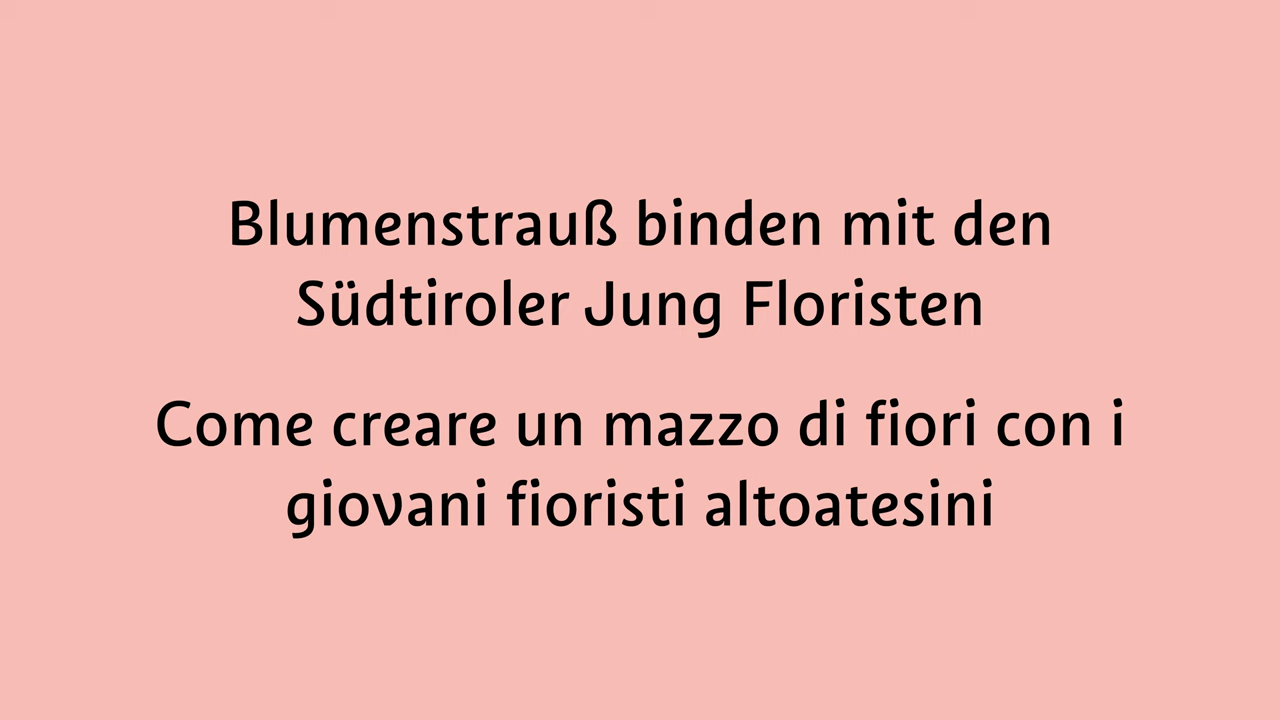 Blumenstrauß binden mit den
Südtiroler Jung Floristen
Come creare un mazzo di fiori con i
giovani fioristi altoatesini